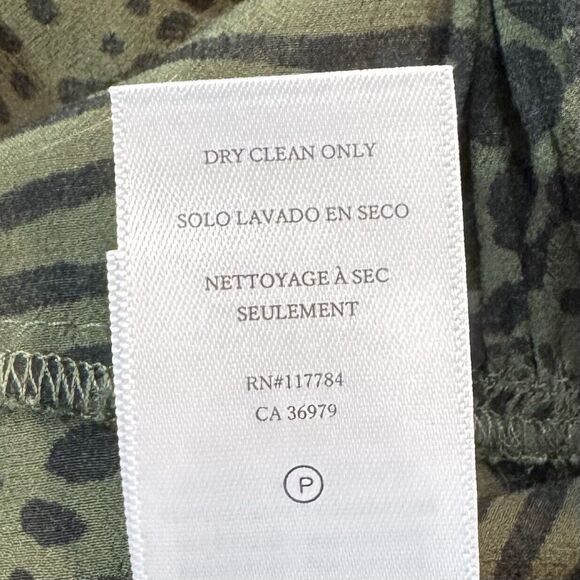 DRY CLEAN ONLY
SOLO LAVADO EN SECO
NETTOYAGE À SEC
SEULEMENT
RN#117784
CA 36979
P